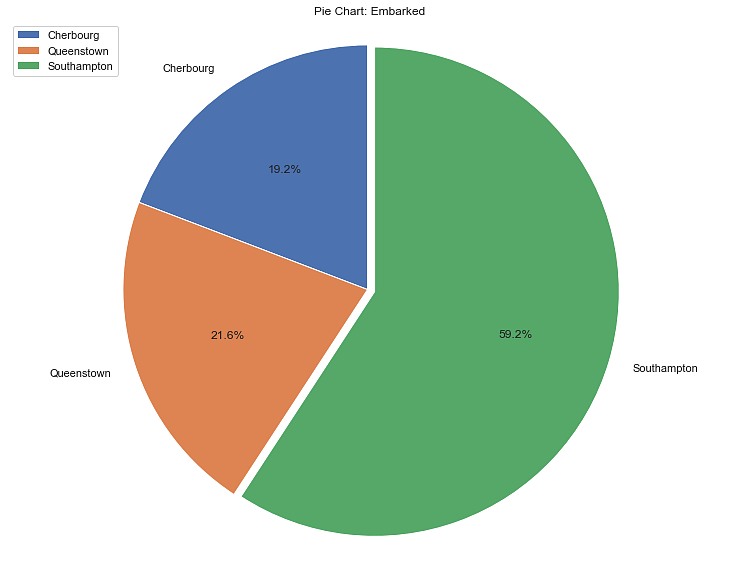 Pie Chart: Embarked
Cherbourg
Queenstown
Southampton
Cherbourg
19.2%
21.6%
59.2%
Southampton
Queenstown